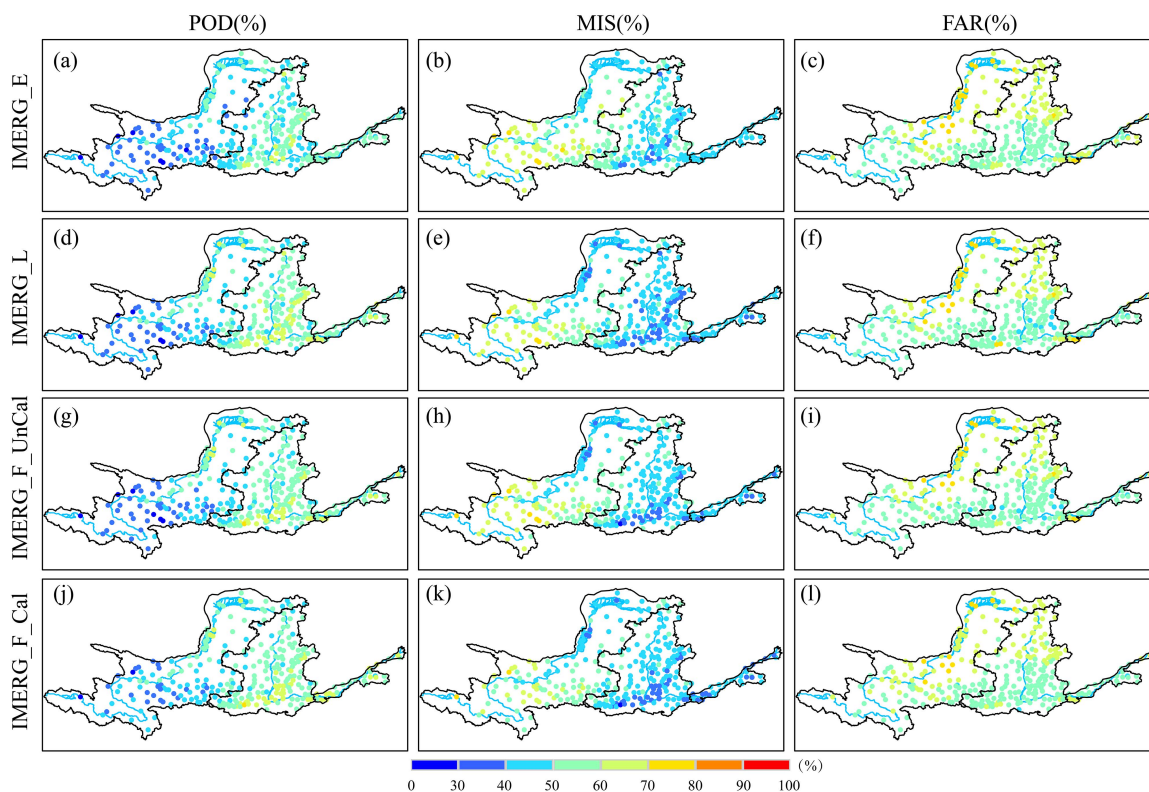 POD(%) MIS(%) FAR(%)
IMERG_E (a) (b) (c)
IMERG_L (d) (e) (f)
IMERG_F_UnCal (g) (h) (i)
IMERG_F_Cal (j) (k) (l)
(%)
0 30 40 50 60 70 80 90 100